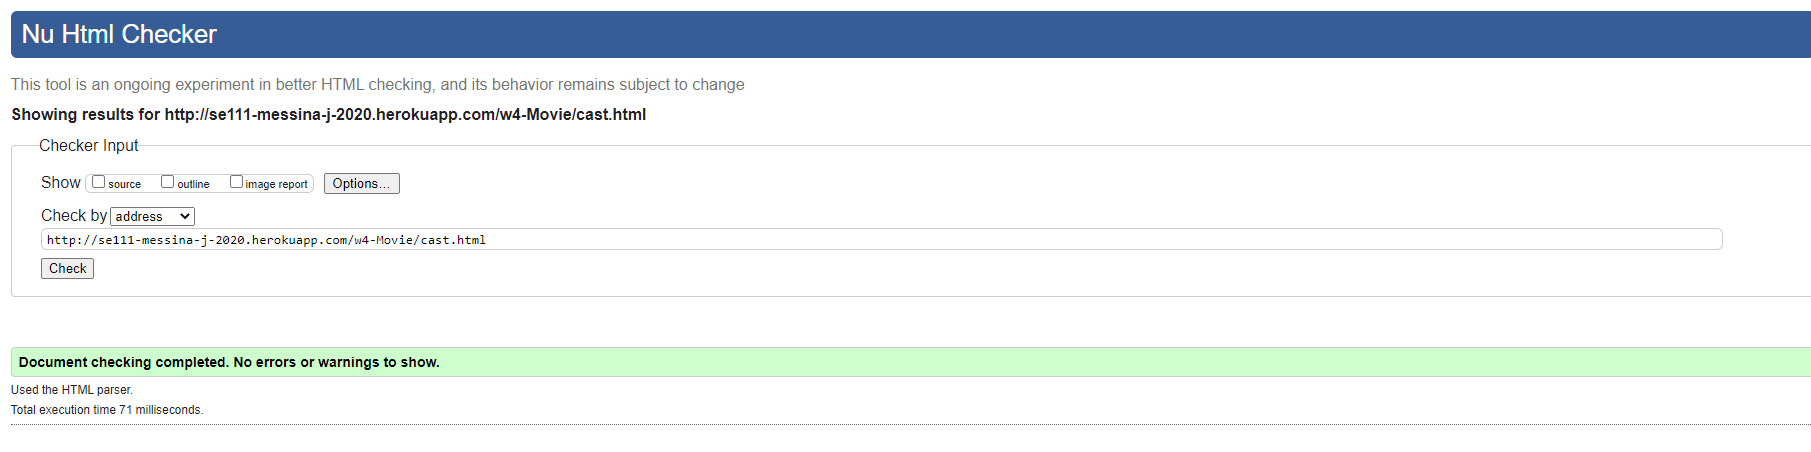 Nu Html Checker
This tool is an ongoing experiment in better HTML checking, and its behavior remains subject to change
Showing results for http://se111-messina-j-2020.herokuapp.com/w4-Movie/cast.html
Checker Input
Show source outline image report Options...
Check by address
http://se111-messina-j-2020.herokuapp.com/w4-Movie/cast.html
Check
Document checking completed. No errors or warnings to show.
Used the HTML parser.
Total execution time 71 milliseconds.